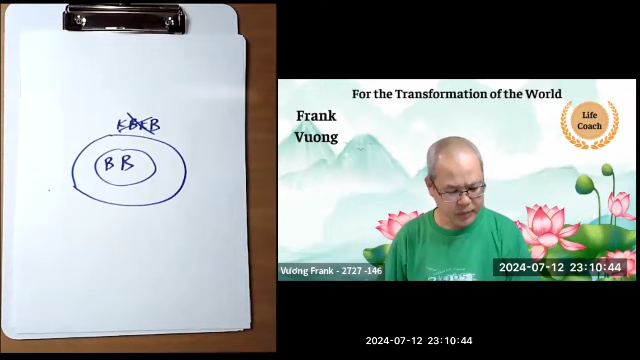 B B
For the Transformation of the World
Frank
Vuong
Life
Coach
Vương Frank - 2727 -146
2024-07-12 23:10:44
2024-07-12 23:10:44